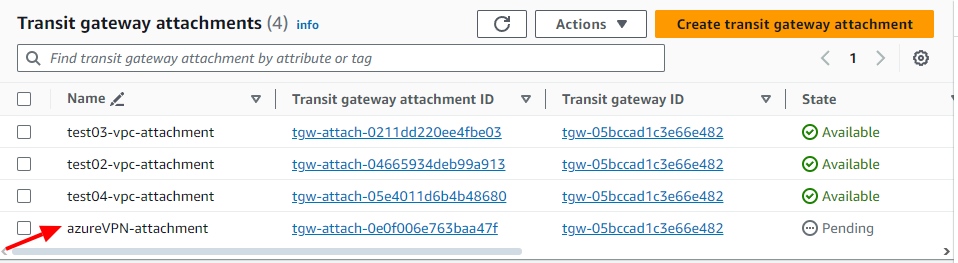 Transit gateway attachments (4) Info
Actions
Create transit gateway attachment
Find transit gateway attachment by attribute or tag
1
Name Transit gateway attachment ID Transit gateway ID State
test03-vpc-attachment tgw-attach-0211dd220ee4fbe03 tgw-05bccad1c3e66e482 Available
test02-vpc-attachment tgw-attach-04665934deb99a913 tgw-05bccad1c3e66e482 Available
test04-vpc-attachment tgw-attach-05e4011d6b4b48680 tgw-05bccad1c3e66e482 Available
azureVPN-attachment tgw-attach-0e0f006e763baa47f tgw-05bccad1c3e66e482 Pending